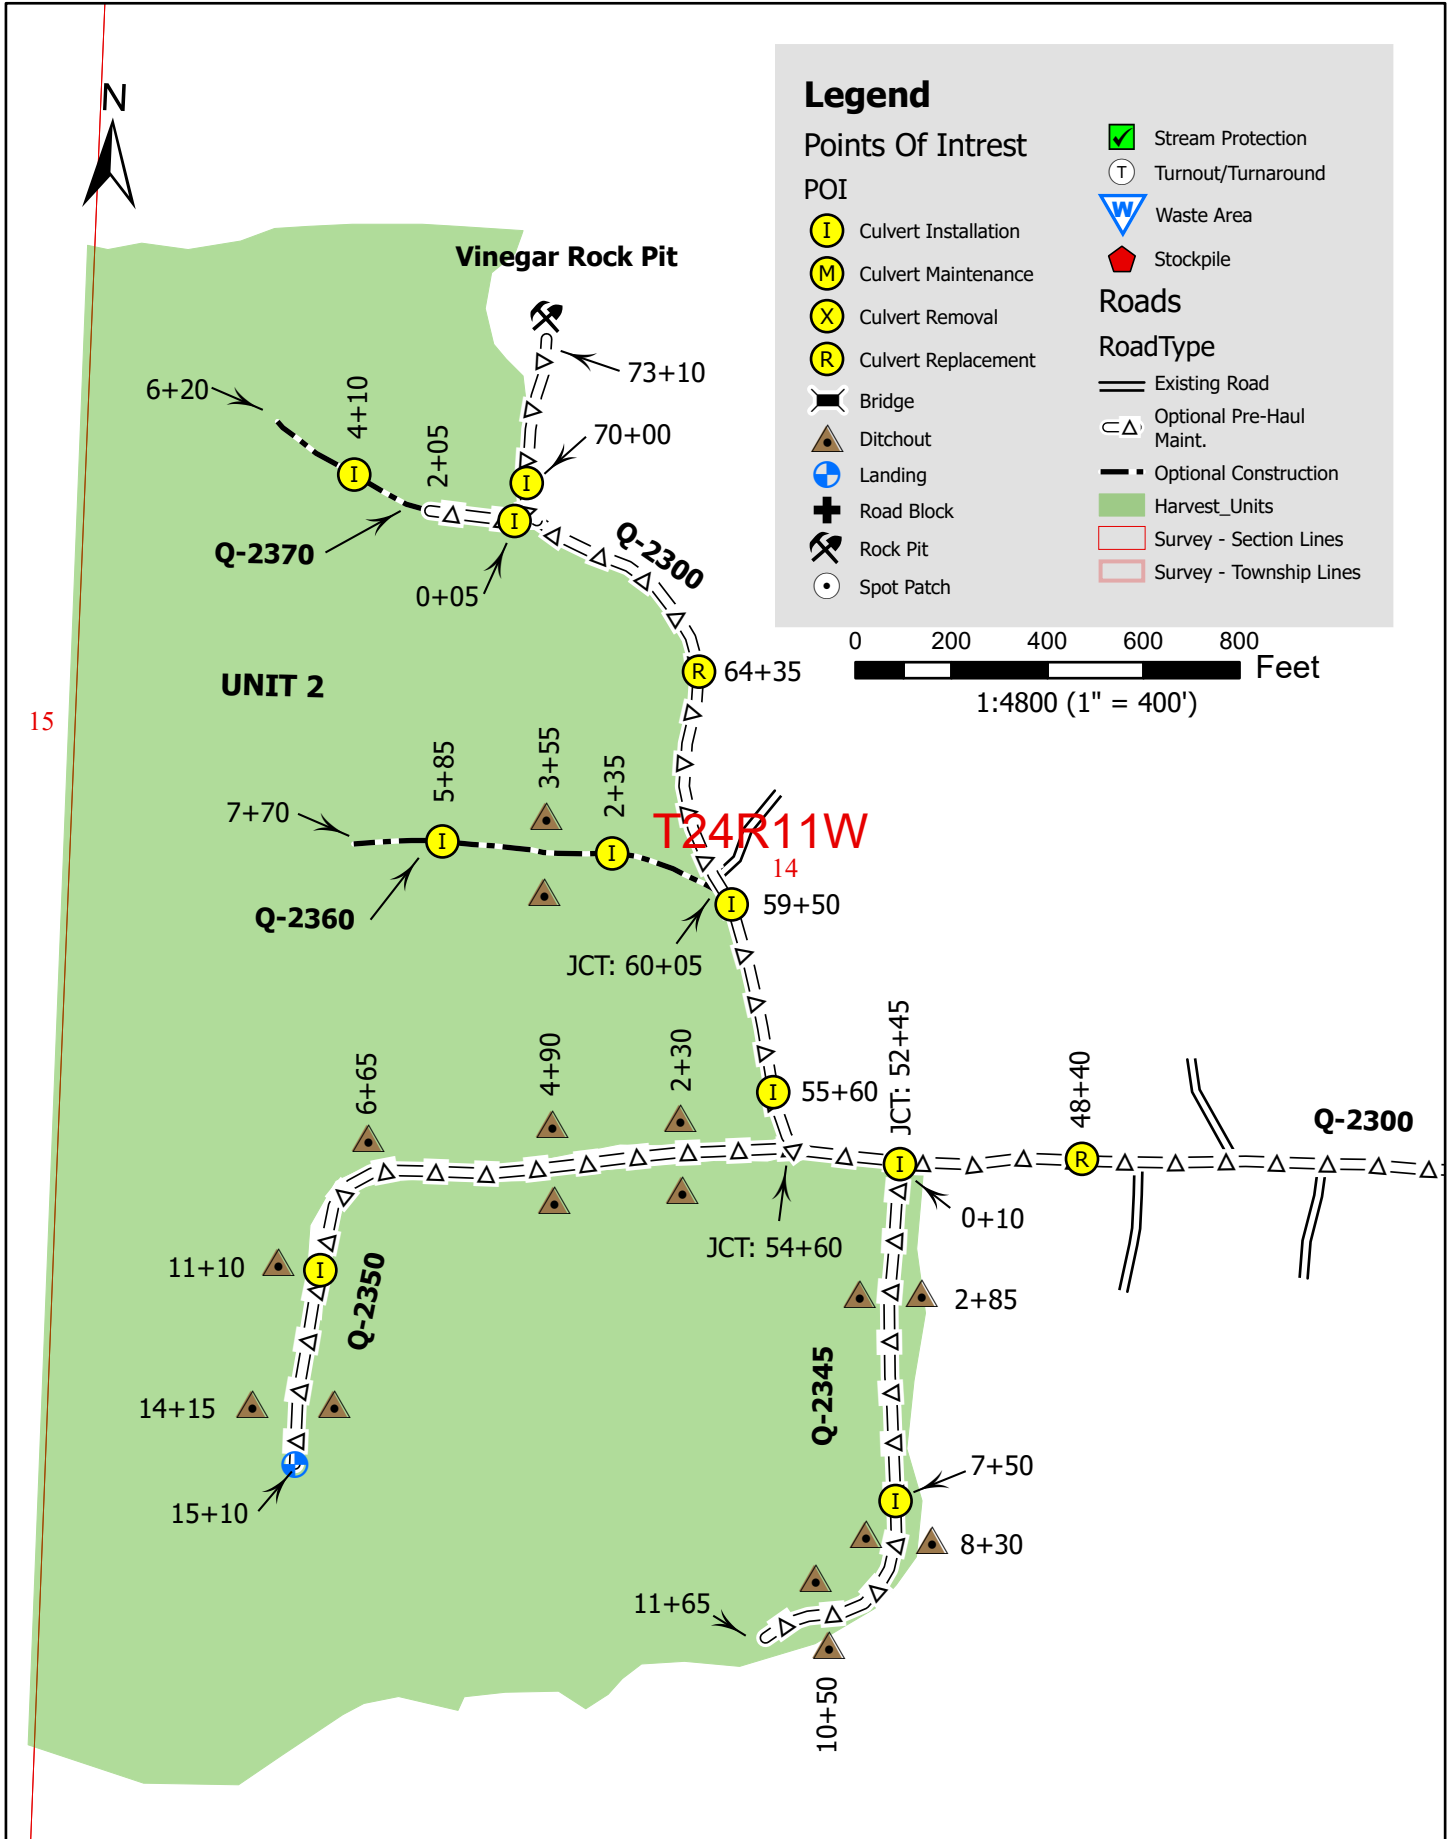 N
Legend
Points Of Intrest
POI
I Culvert Installation
M Culvert Maintenance
X Culvert Removal
R Culvert Replacement
Bridge
Ditchout
Landing
Road Block
Rock Pit
Spot Patch
Stream Protection
T Turnout/Turnaround
W Waste Area
Stockpile
Roads
RoadType
Existing Road
Optional Pre-Haul
Maint.
Optional Construction
Harvest_Units
Survey - Section Lines
Survey - Township Lines
0 200 400 600 800
Feet
1:4800 (1" = 400')
Vinegar Rock Pit
73+10
6+20
4+10
2+05
70+00
I
I
I
Q-2370
0+05
Q-2300
R 64+35
UNIT 2
15
5+85
3+55
2+35
7+70
I
I
T24R11W
14
Q-2360
I 59+50
JCT: 60+05
6+65
4+90
2+30
I 55+60
JCT: 52+45
48+40
Q-2300
I
R
0+10
JCT: 54+60
11+10
I
Q-2350
2+85
Q-2345
14+15
15+10
7+50
I
8+30
11+65
10+50